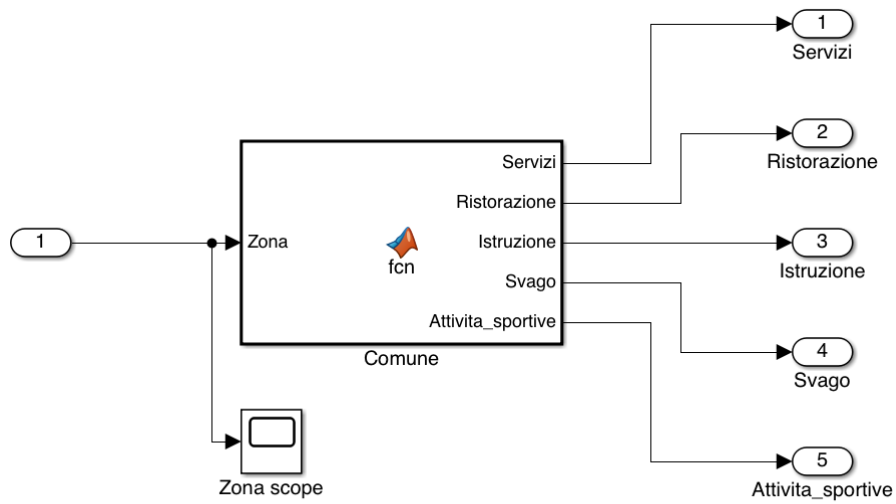 1
Servizi
2
Ristorazione
Servizi
Ristorazione
1
Zona
fcn
Istruzione
3
Istruzione
Svago
Attivita_sportive
Comune
4
Svago
Zona scope
5
Attivita_sportive